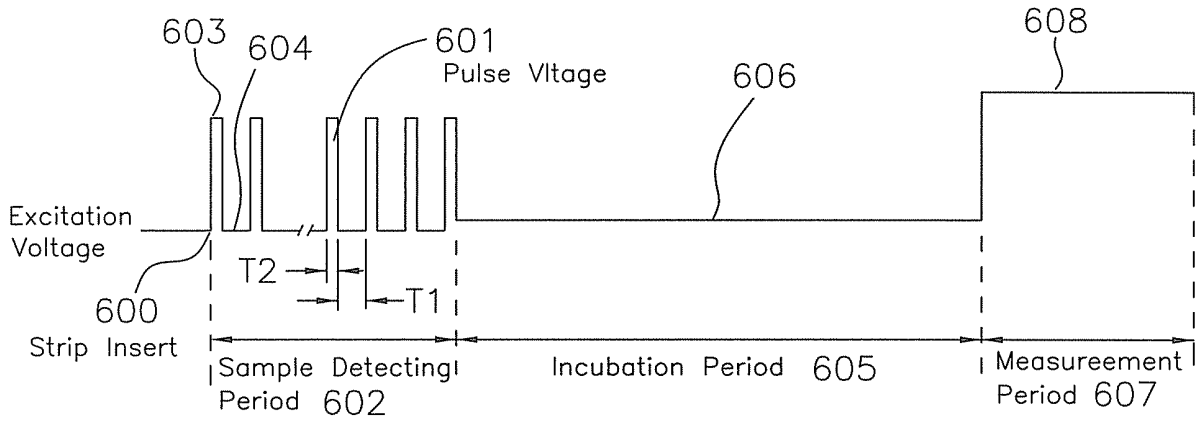 603
604
601
Pulse Vltage
606
608
Excitation
Voltage
T2
T1
600
Strip Insert
Sample Detecting
Period 602
Incubation Period 605
Measureement
Period 607